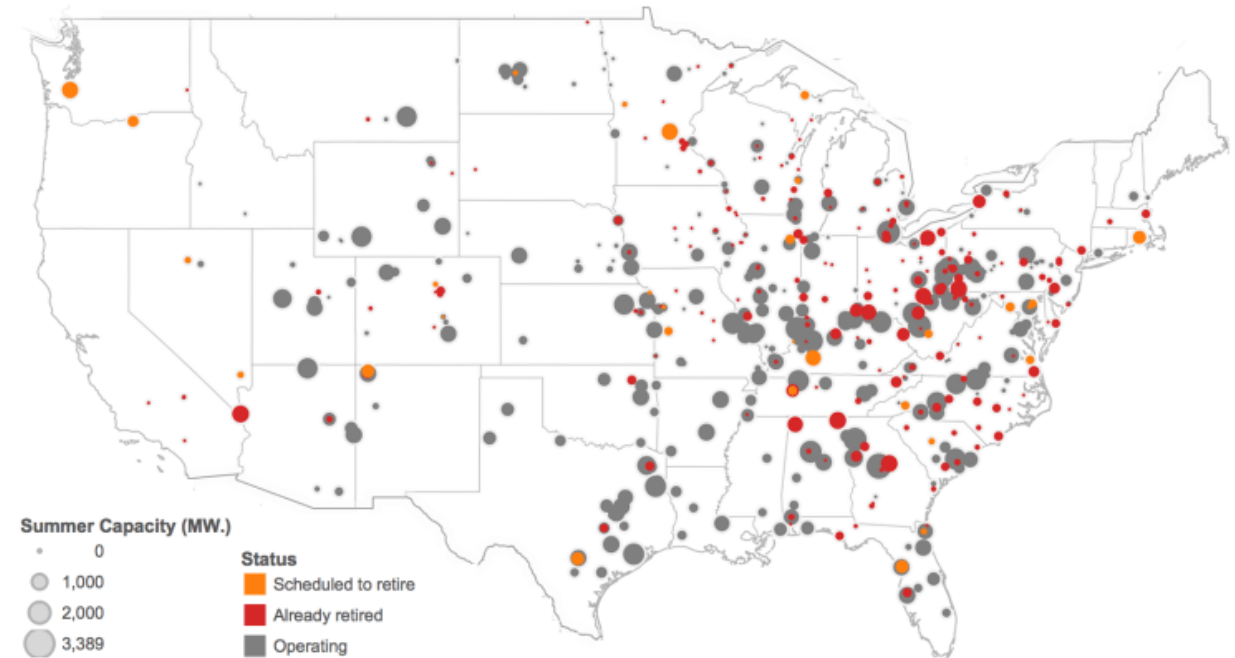 Summer Capacity (MW.)
0
1,000
2,000
3,389
Status
Scheduled to retire
Already retired
Operating